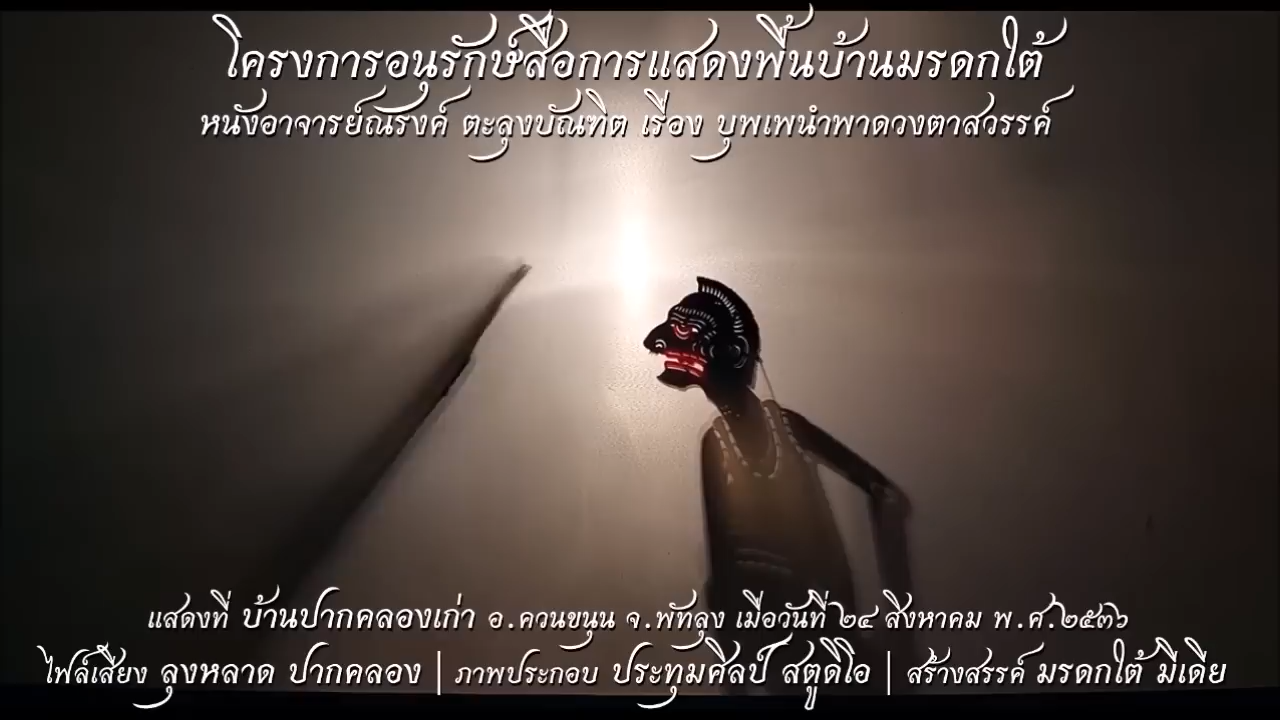 โครงการอนุรักษ์สื่อการแสดงพื้นบ้านมรดกใต้
หนังอาจารย์ณรงค์ ตะลุงบัณฑิต เรื่อง บุพเพนำพาดวงตาสวรรค์
แสดงที่ บ้านปากคลองเก่า อ.ควนขนุน จ.พัทลุง เมื่อวันที่ ๒๔ สิงหาคม พ.ศ.๒๕๓๖
ไฟล์เสียง ลุงหลาด ปากคลอง | ภาพประกอบ ประทุมศิลป์ สตูดิโอ | สร้างสรรค์ มรดกใต้ มีเดีย